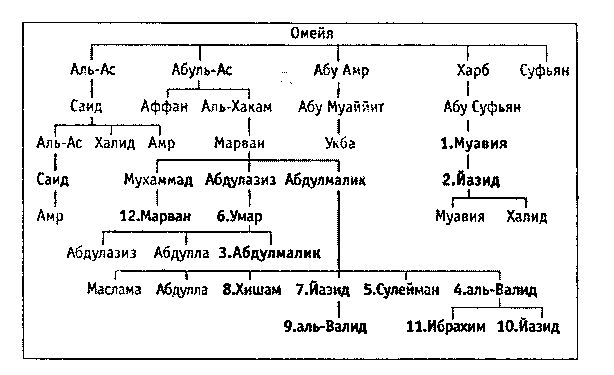 Омейя
Аль-Ас Абуль-Ас Абу Амр Харб Суфьян
Саид Аффан Аль-Хакам Абу Муаййит Абу Суфьян
Аль-Ас Халид Амр Марван Укба 1.Муавия
Саид Мухаммад Абдулазиз Абдулмалик 2.Йазид
Амр 12.Марван 6.Умар Муавия Халид
Абдулазиз Абдулла 3.Абдулмалик
Маслама Абдулла 8.Хишам 7.Йазид 5.Сулейман 4.аль-Валид
9.аль-Валид 11.Ибрахим 10.Йазид